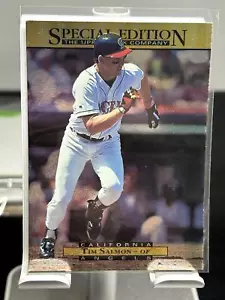 SPECIAL EDITION
THE UPPER DECK COMPANY
CALIFORNIA
TIM SALMON - OF
ANGELS